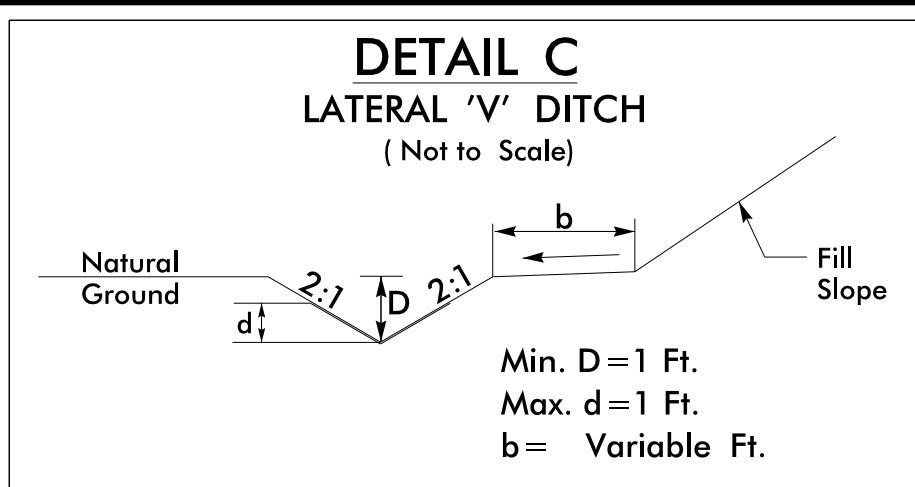 DETAIL C
LATERAL 'V' DITCH
( Not to Scale)
b
Natural
Ground
2:1
D
2:1
d
Fill
Slope
Min. D=1 Ft.
Max. d=1 Ft.
b= Variable Ft.